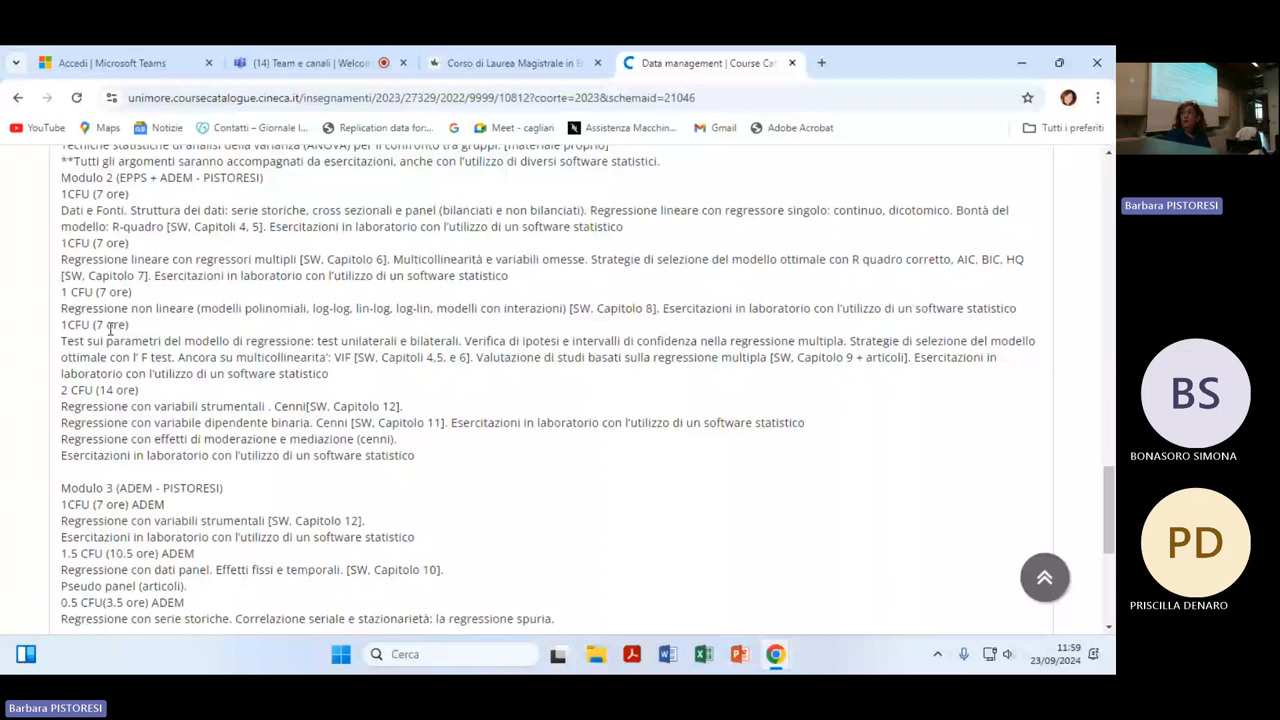 Accedi | Microsoft Teams
(14) Team e canali | Welcom
Corso di Laurea Magistrale in E
Data management | Course Cat
unimore.coursecatalogue.cineca.it/insegnamenti/2023/27329/2022/9999/10812?coorte=2023&schemaid=21046
YouTube
Maps
Notizie
Contatti – Giornale I...
Replication data for:...
Meet - cagliari
Assistenza Macchin...
Gmail
Adobe Acrobat
Tutti i preferiti
Tecniche statistiche di analisi della varianza (ANOVA) per il confronto tra gruppi. [materiale proprio]
**Tutti gli argomenti saranno accompagnati da esercitazioni, anche con l’utilizzo di diversi software statistici.
Modulo 2 (EPPS + ADEM - PISTORESI)
1CFU (7 ore)
Dati e Fonti. Struttura dei dati: serie storiche, cross sezionali e panel (bilanciati e non bilanciati). Regressione lineare con regressore singolo: continuo, dicotomico. Bontà del
modello: R-quadro [SW, Capitoli 4, 5]. Esercitazioni in laboratorio con l’utilizzo di un software statistico
1CFU (7 ore)
Regressione lineare con regressori multipli [SW, Capitolo 6]. Multicollinearità e variabili omesse. Strategie di selezione del modello ottimale con R quadro corretto, AIC, BIC, HQ
[SW, Capitolo 7]. Esercitazioni in laboratorio con l’utilizzo di un software statistico
1 CFU (7 ore)
Regressione non lineare (modelli polinomiali, log-log, lin-log, log-lin, modelli con interazioni) [SW, Capitolo 8]. Esercitazioni in laboratorio con l’utilizzo di un software statistico
1CFU (7 ore)
Test sui parametri del modello di regressione: test unilaterali e bilaterali. Verifica di ipotesi e intervalli di confidenza nella regressione multipla. Strategie di selezione del modello
ottimale con l’ F test. Ancora su multicollinearita’: VIF [SW, Capitoli 4,5, e 6]. Valutazione di studi basati sulla regressione multipla [SW, Capitolo 9 + articoli]. Esercitazioni in
laboratorio con l’utilizzo di un software statistico
2 CFU (14 ore)
Regressione con variabili strumentali . Cenni[SW, Capitolo 12].
Regressione con variabile dipendente binaria. Cenni [SW, Capitolo 11]. Esercitazioni in laboratorio con l’utilizzo di un software statistico
Regressione con effetti di moderazione e mediazione (cenni).
Esercitazioni in laboratorio con l’utilizzo di un software statistico
Modulo 3 (ADEM - PISTORESI)
1CFU (7 ore) ADEM
Regressione con variabili strumentali [SW, Capitolo 12].
Esercitazioni in laboratorio con l’utilizzo di un software statistico
1.5 CFU (10.5 ore) ADEM
Regressione con dati panel. Effetti fissi e temporali. [SW, Capitolo 10].
Pseudo panel (articoli).
0.5 CFU(3.5 ore) ADEM
Regressione con serie storiche. Correlazione seriale e stazionarietà: la regressione spuria.
Cerca
11:59
23/09/2024
Barbara PISTORESI
BS
BONASORO SIMONA
PD
PRISCILLA DENARO
Barbara PISTORESI